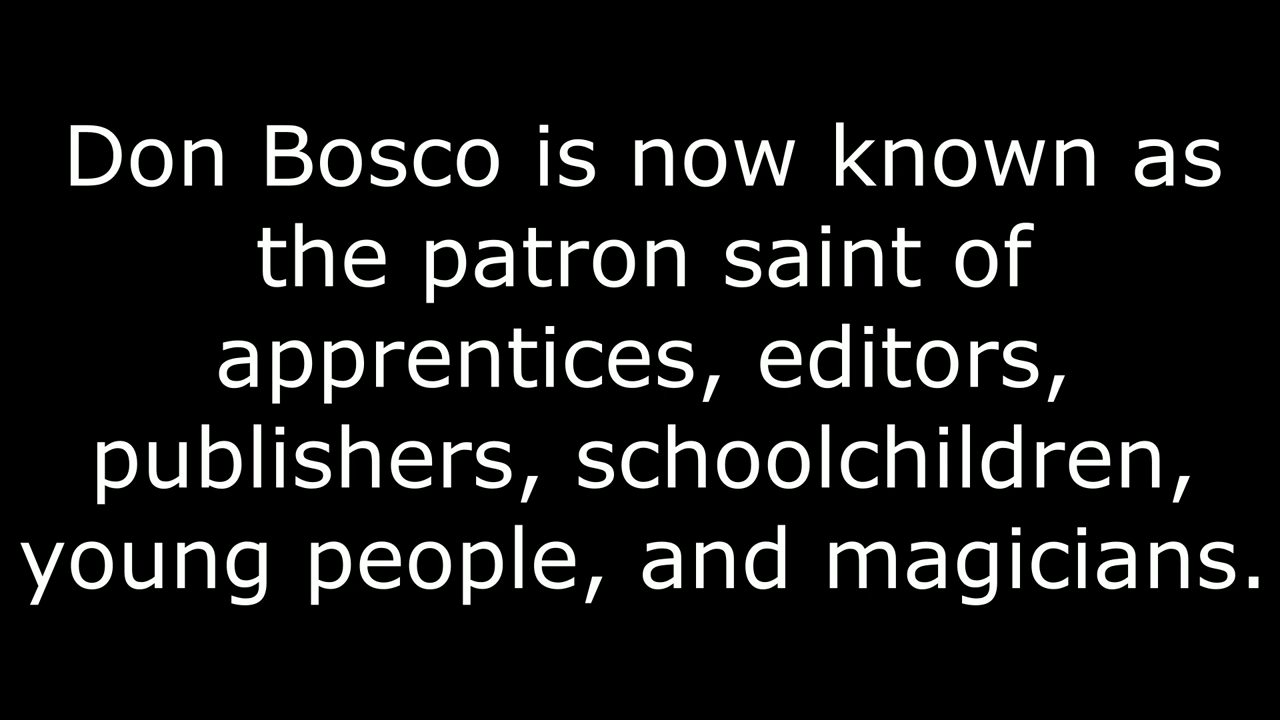 Don Bosco is now known as
the patron saint of
apprentices, editors,
publishers, schoolchildren,
young people, and magicians.